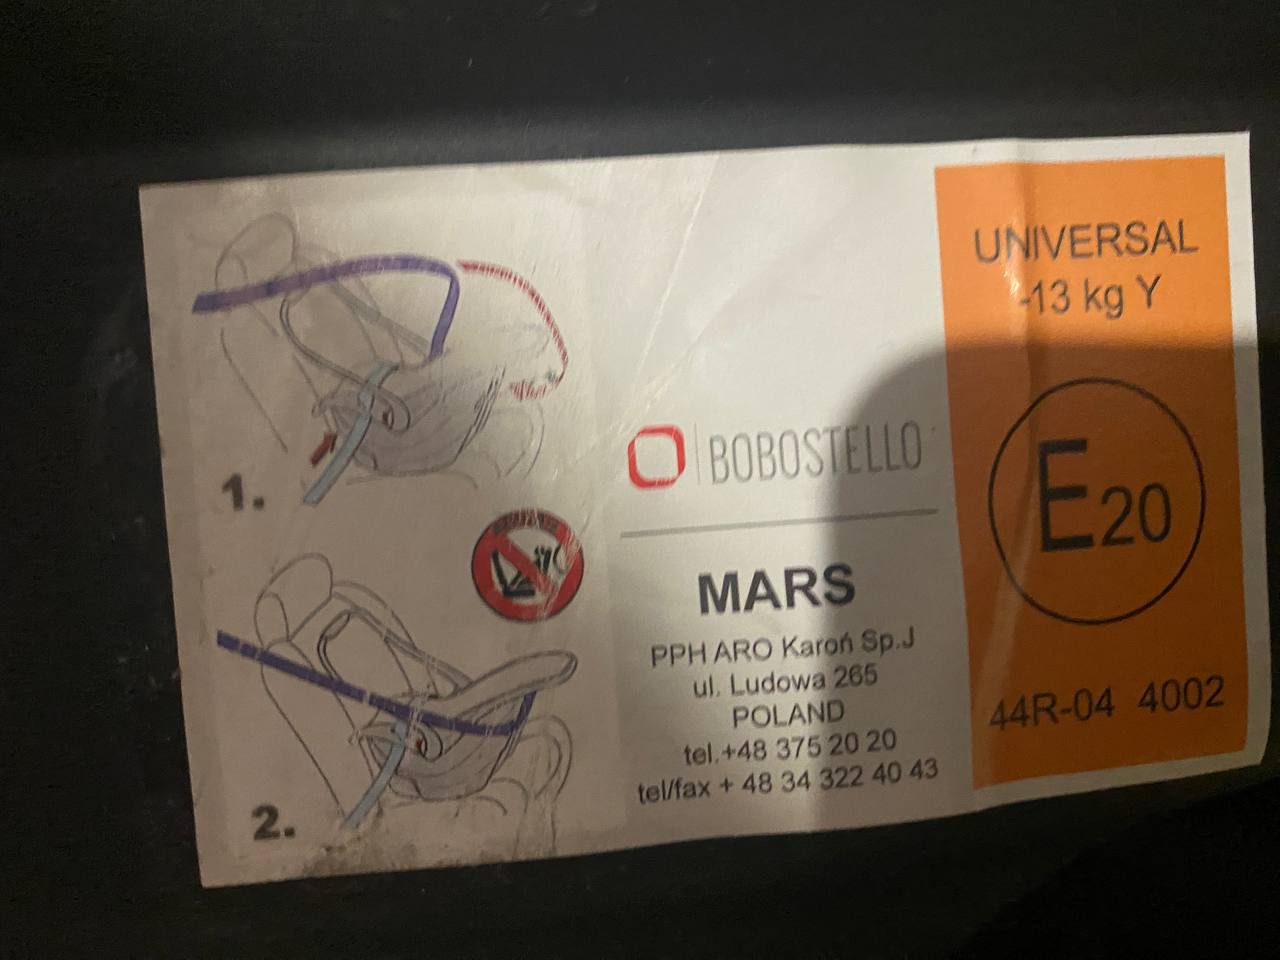 1.
2.
BOBOSTELLO
MARS
PPH ARO Karoń Sp.J
ul. Ludowa 265
POLAND
tel.+48 375 20 20
tel/fax + 48 34 322 40 43
UNIVERSAL
-13 kg Y
E20
44R-04 4002